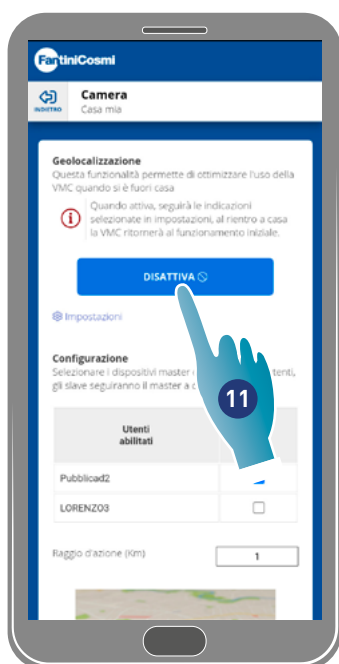 FantiniCosmi
INDIETRO
Camera
Casa mia
Geolocalizzazione
Questa funzionalità permette di ottimizzare l'uso della
VMC quando si è fuori casa
Quando attiva, seguirà le indicazioni
selezionate in impostazioni, al rientro a casa
la VMC ritornerà al funzionamento iniziale.
DISATTIVA
Impostazioni
Configurazione
Selezionare i dispositivi master
gli slave seguiranno il master a
11
Utenti
abilitati
Pubblicad2
LORENZO3
Raggio d'azione (Km)
1